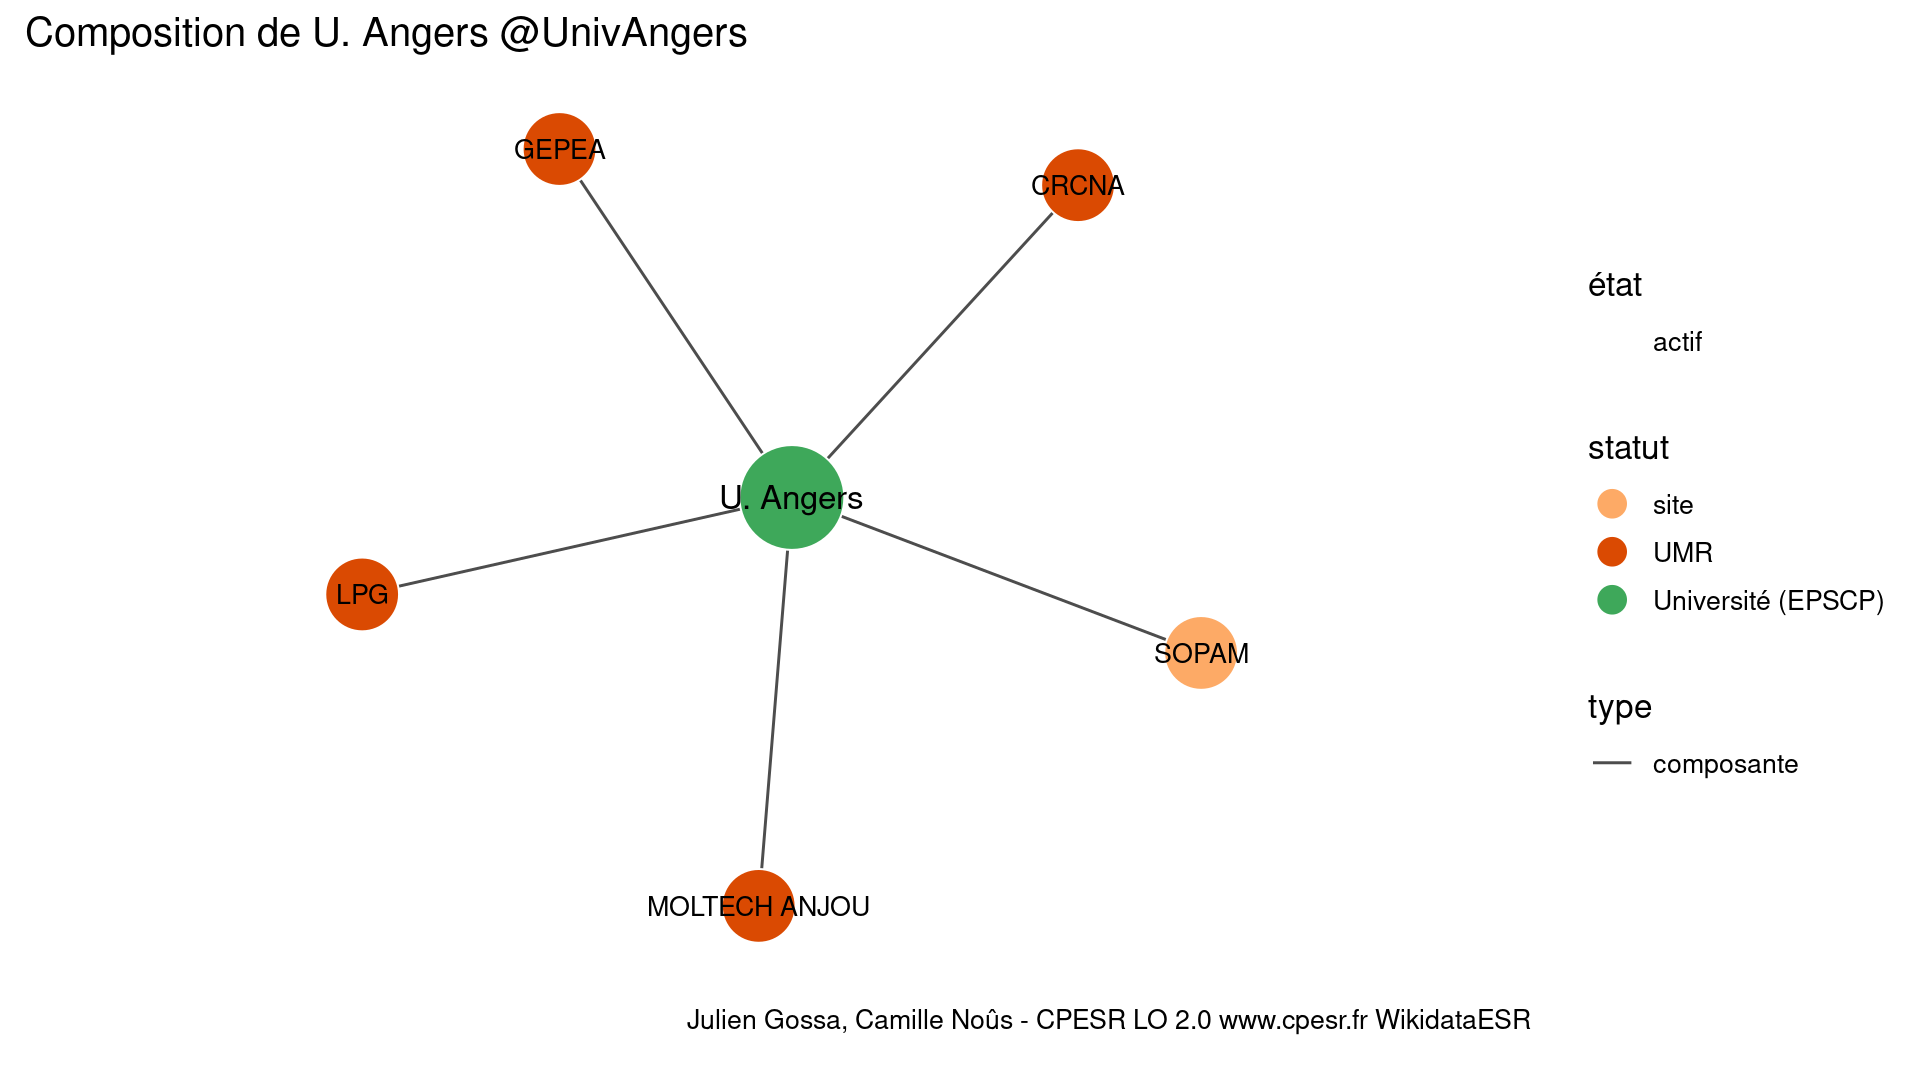 Composition de U. Angers @UnivAngers
GEPEA
CRCNA
U. Angers
LPG
SOPAM
MOLTECH ANJOU
état
actif
statut
site
UMR
Université (EPSCP)
type
composante
Julien Gossa, Camille Noûs - CPESR LO 2.0 www.cpesr.fr WikidataESR